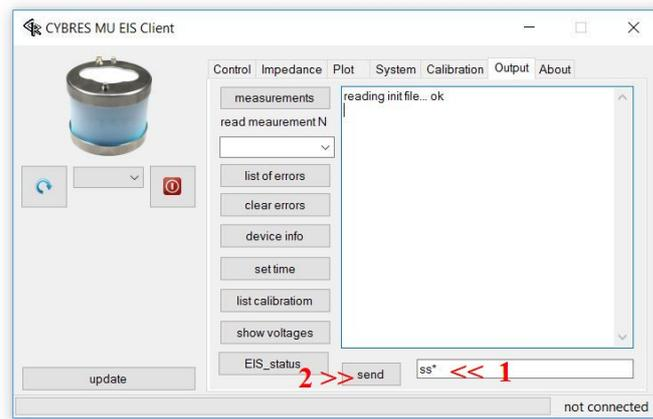 CYBRES MU EIS Client
Control Impedance Plot System Calibration Output About
measurements
read meaurement N
list of errors
clear errors
device info
set time
list calibratiom
show voltages
EIS_status
reading init file... ok
2 >> send ss* << 1
update
not connected